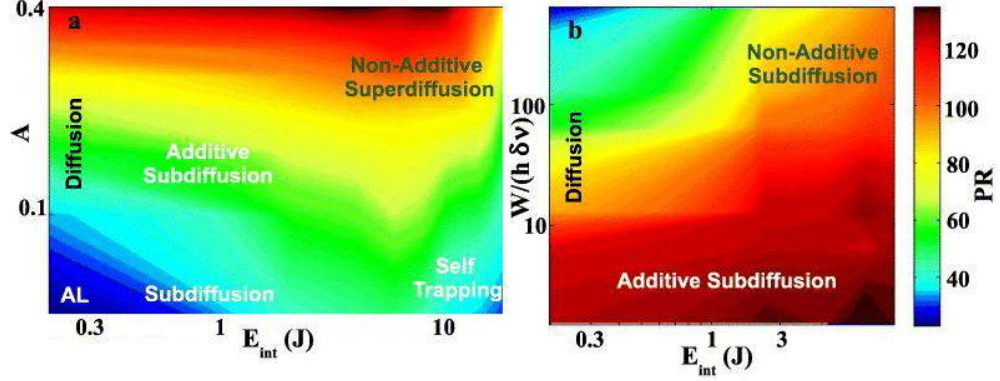 a
0.4
0.1
A
Diffusion
Additive
Subdiffusion
Non-Additive
Superdiffusion
AL
Subdiffusion
Self
Trapping
0.3
1
10
E_int (J)
b
100
10
W/(h δν)
Diffusion
Non-Additive
Subdiffusion
Additive Subdiffusion
0.3
1
3
E_int (J)
120
100
80
60
40
PR